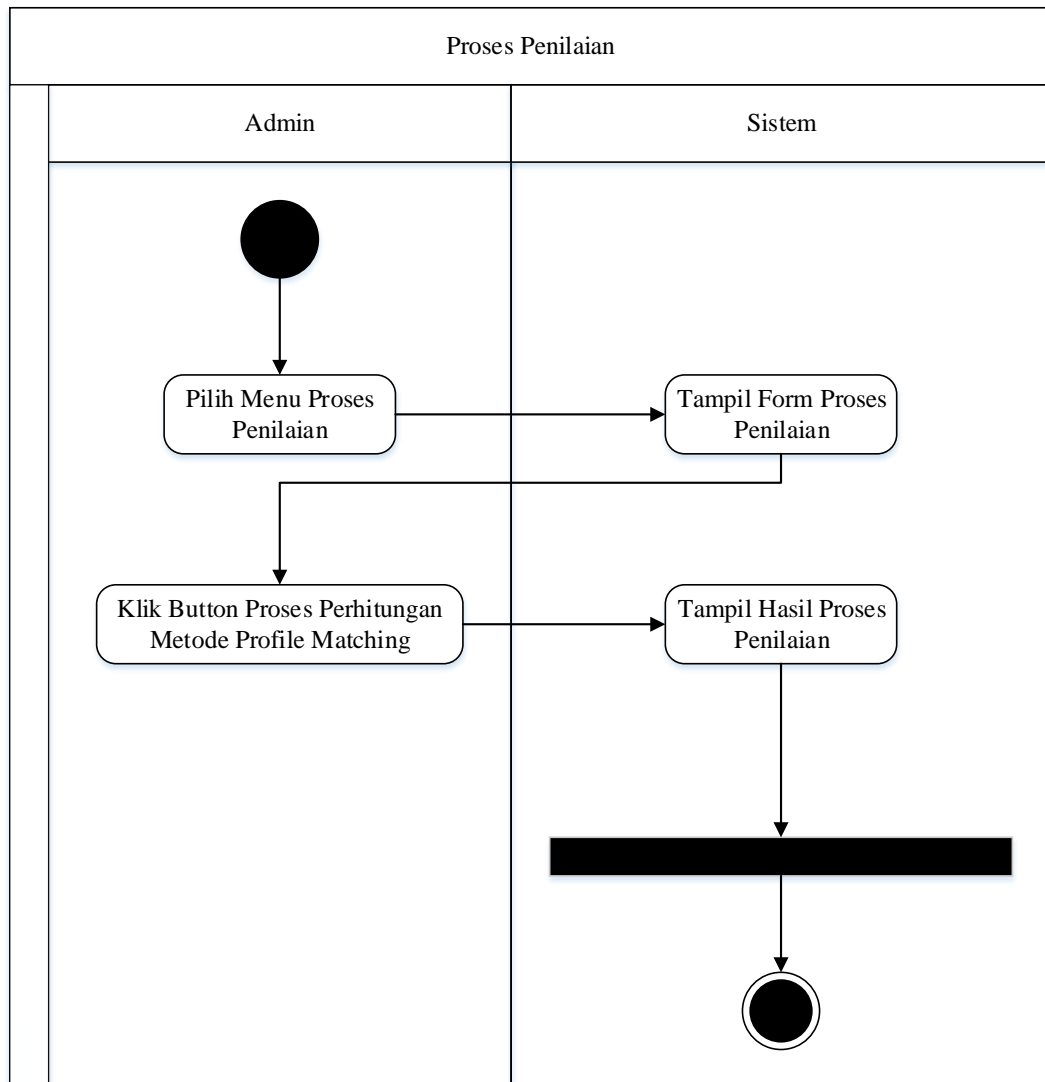 Proses Penilaian
Admin
Sistem
Pilih Menu Proses
Penilaian
Tampil Form Proses
Penilaian
Klik Button Proses Perhitungan
Metode Profile Matching
Tampil Hasil Proses
Penilaian